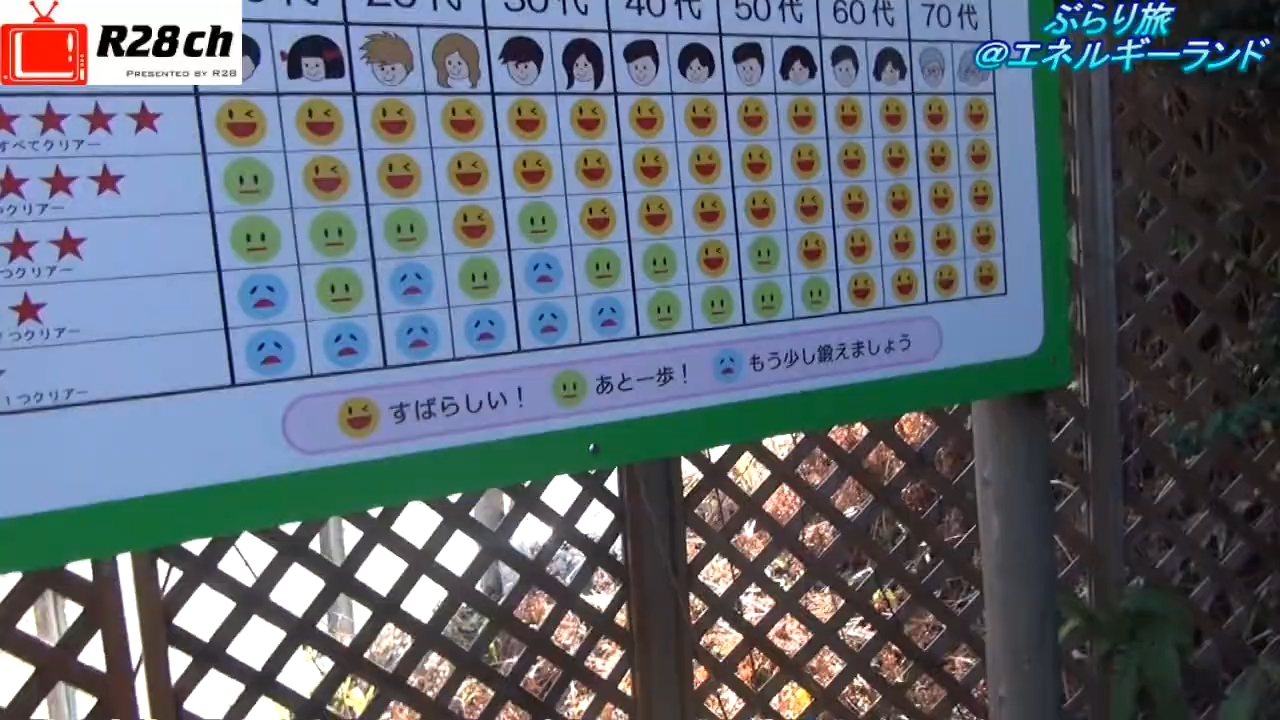 R28ch
PRESENTED BY R28
ぶらり旅
@エネルギーランド
20代
30代
40代
50代
60代
70代
★★★★
すべてクリアー
★★★
つクリアー
★★
つクリアー
★
つクリアー
1つクリアー
すばらしい!
あと一歩!
もう少し鍛えましょう